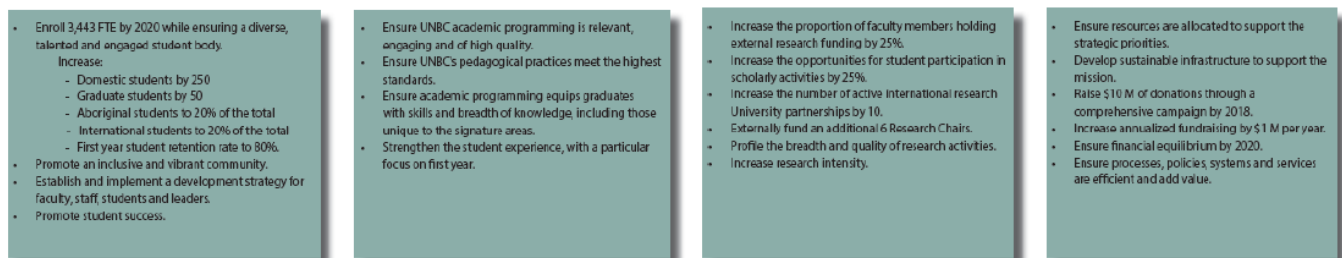 • Enroll 3,443 FTE by 2020 while ensuring a diverse,
talented and engaged student body.
Increase:
- Domestic students by 250
- Graduate students by 50
- Aboriginal students to 20% of the total
- International students to 20% of the total
- First year student retention rate to 80%.
• Promote an inclusive and vibrant community.
• Establish and implement a development strategy for
faculty, staff, students and leaders.
• Promote student success.
• Ensure UNBC academic programming is relevant,
engaging and of high quality.
• Ensure UNBC's pedagogical practices meet the highest
standards.
• Ensure academic programming equips graduates
with skills and breadth of knowledge, including those
unique to the signature areas.
• Strengthen the student experience, with a particular
focus on first year.
• Increase the proportion of faculty members holding
external research funding by 25%.
• Increase the opportunities for student participation in
scholarly activities by 25%.
• Increase the number of active international research
University partnerships by 10.
• Externally fund an additional 6 Research Chairs.
• Profile the breadth and quality of research activities.
• Increase research intensity.
• Ensure resources are allocated to support the
strategic priorities.
• Develop sustainable infrastructure to support the
mission.
• Raise $10 M of donations through a
comprehensive campaign by 2018.
• Increase annualized fundraising by $1 M per year.
• Ensure financial equilibrium by 2020.
• Ensure processes, policies, systems and services
are efficient and add value.